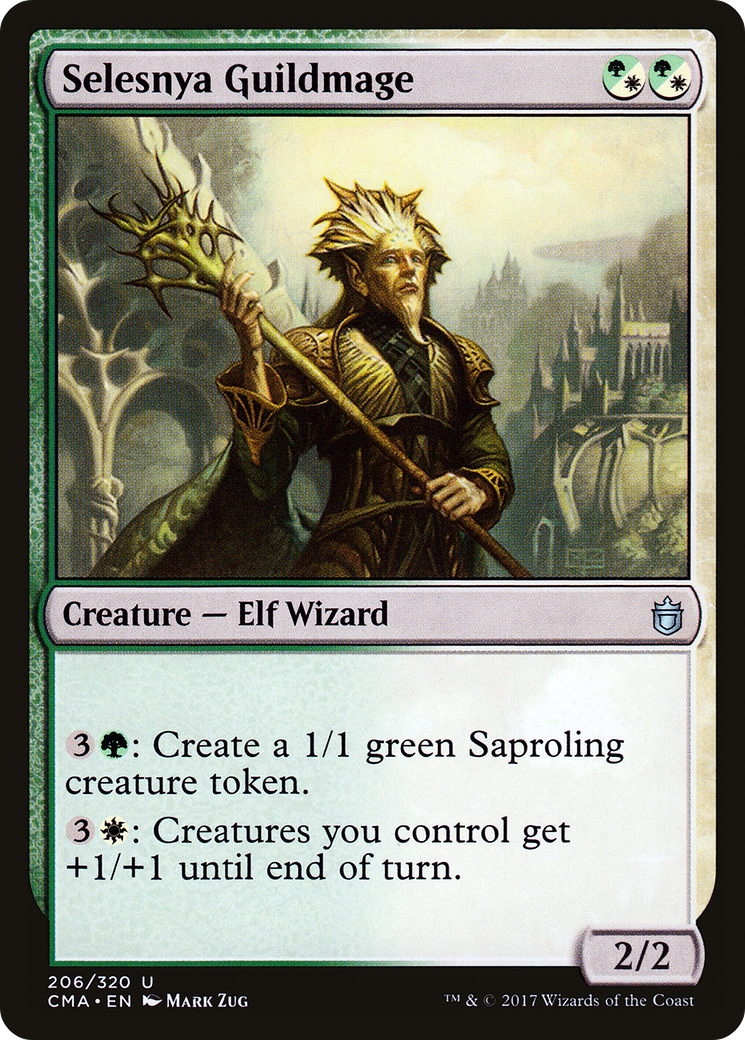 Selesnya Guildmage
Creature — Elf Wizard
3: Create a 1/1 green Saproling
creature token.
3: Creatures you control get
+1/+1 until end of turn.
2/2
206/320 U
CMA • EN Mark Zug
™ & © 2017 Wizards of the Coast